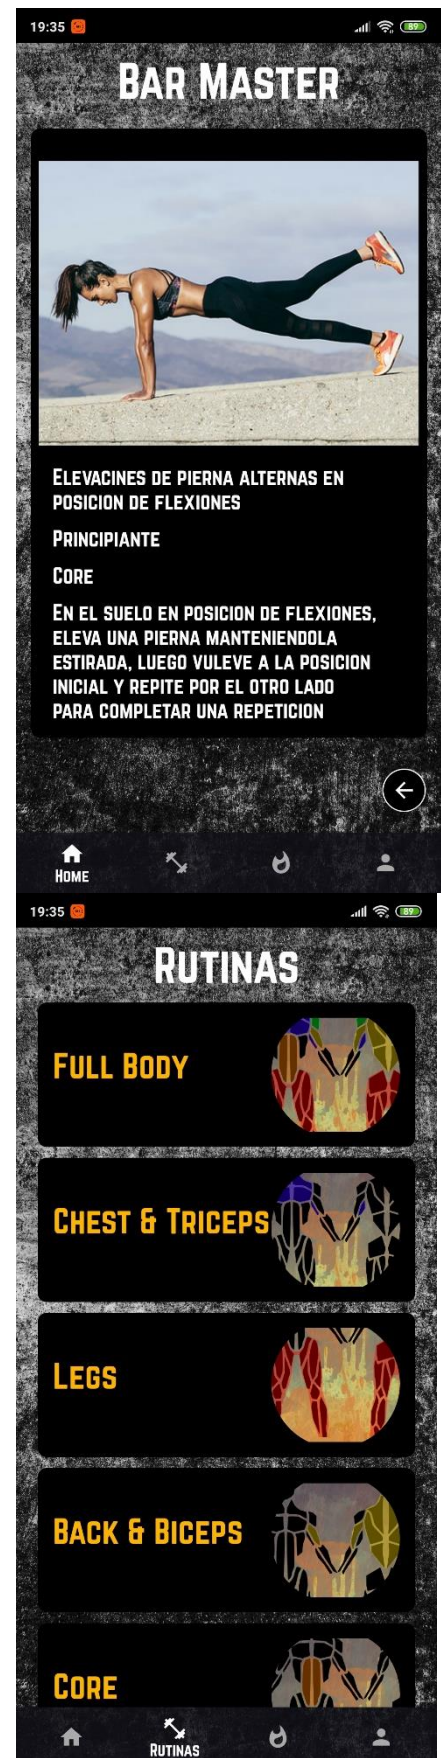 19:35 89
Bar Master
Elevacines de pierna alternas en
posicion de flexiones
Principiante
Core
En el suelo en posicion de flexiones,
eleva una pierna manteniendola
estirada, luego vuleve a la posicion
inicial y repite por el otro lado
para completar una repeticion
Home
19:35 89
Rutinas
Full Body
Chest & Triceps
Legs
Back & Biceps
Core
Rutinas